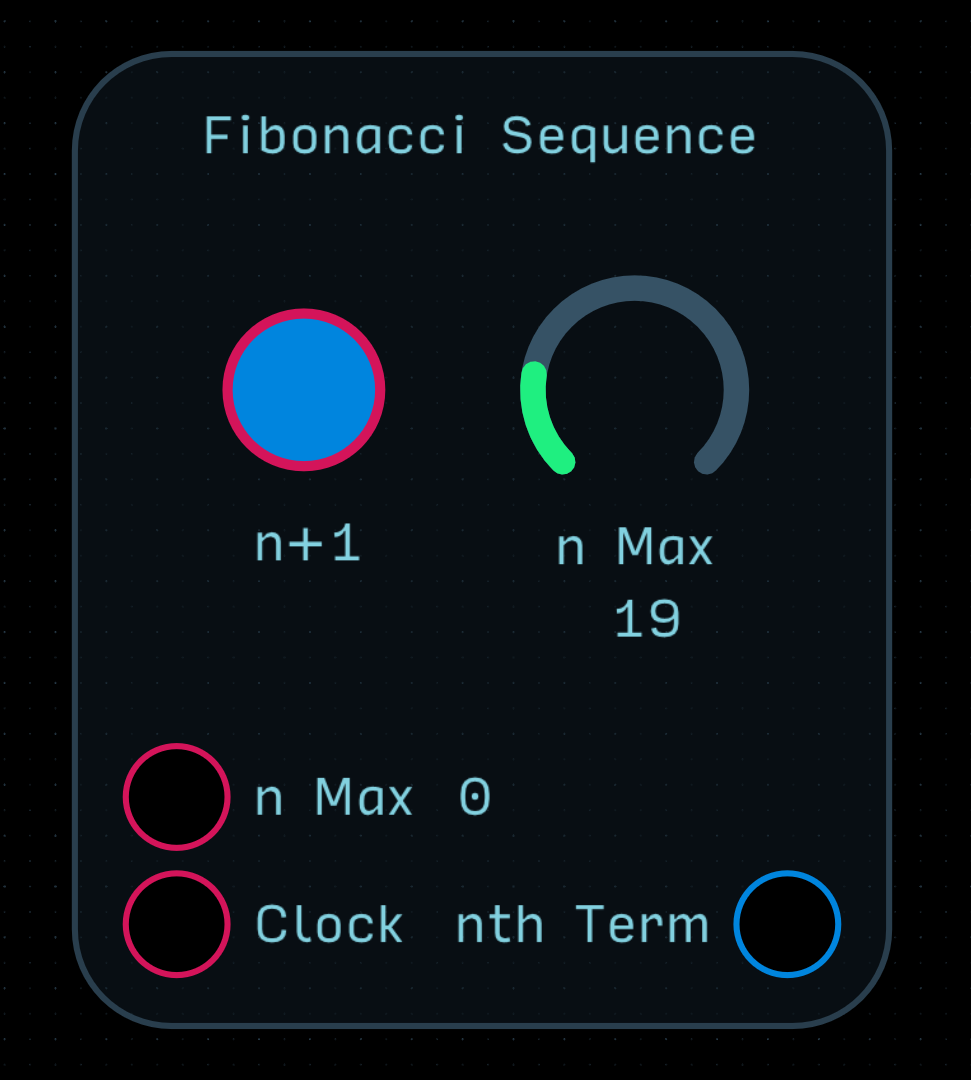 Fibonacci Sequence
n+1
n Max
19
n Max 0
Clock nth Term